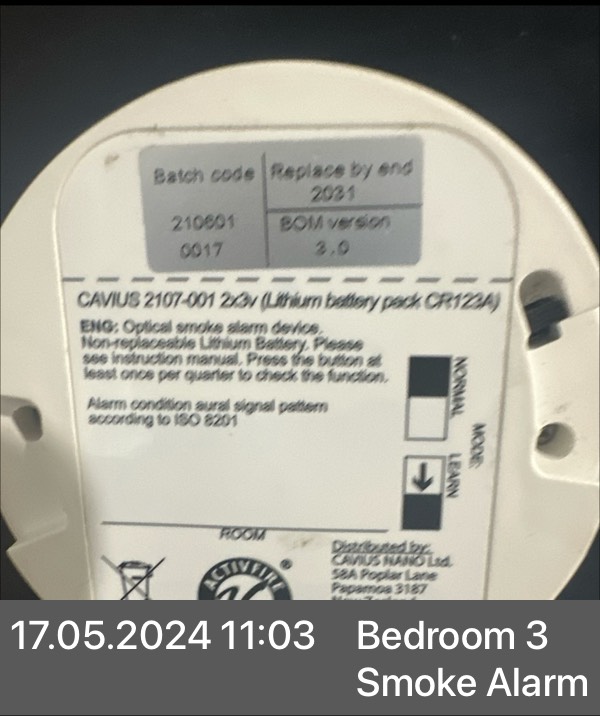 Batch code
Replace by end
2031
210601
0017
BOM version
3.0
CAVIUS 2107-001 2x3v (Lithium battery pack CR123A)
ENG: Optical smoke alarm device.
Non-replaceable Lithium Battery. Please
see instruction manual. Press the button at
least once per quarter to check the function.
Alarm condition aural signal pattern
according to ISO 8201
NORMAL
MODE:
LEARN
ROOM
Distributed by:
CAVIUS NANO Ltd.
58A Poplar Lane
Papamoa 3187
New Zealand
ACTIVFIRE ®
17.05.2024 11:03
Bedroom 3
Smoke Alarm